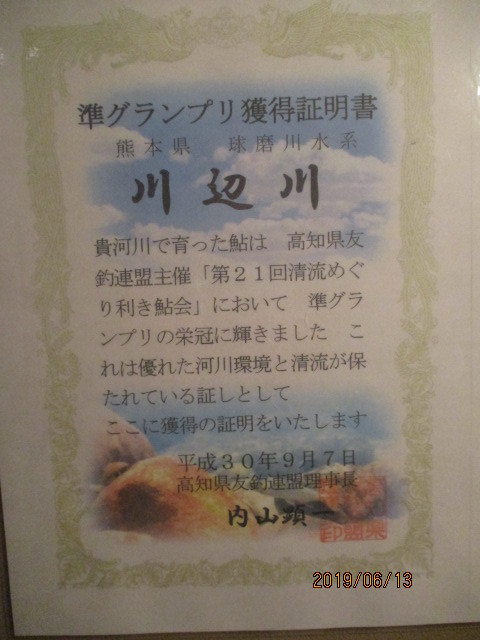 準グランプリ獲得証明書
熊本県　球磨川水系
川辺川
貴河川で育った鮎は　高知県友
釣連盟主催「第２１回清流めぐ
り利き鮎会」において　準グラ
ンプリの栄冠に輝きました　こ
れは優れた河川環境と清流が保
たれている証しとして
ここに獲得の証明をいたします
平成３０年９月７日
高知県友釣連盟理事長
内山顕一
2019/06/13